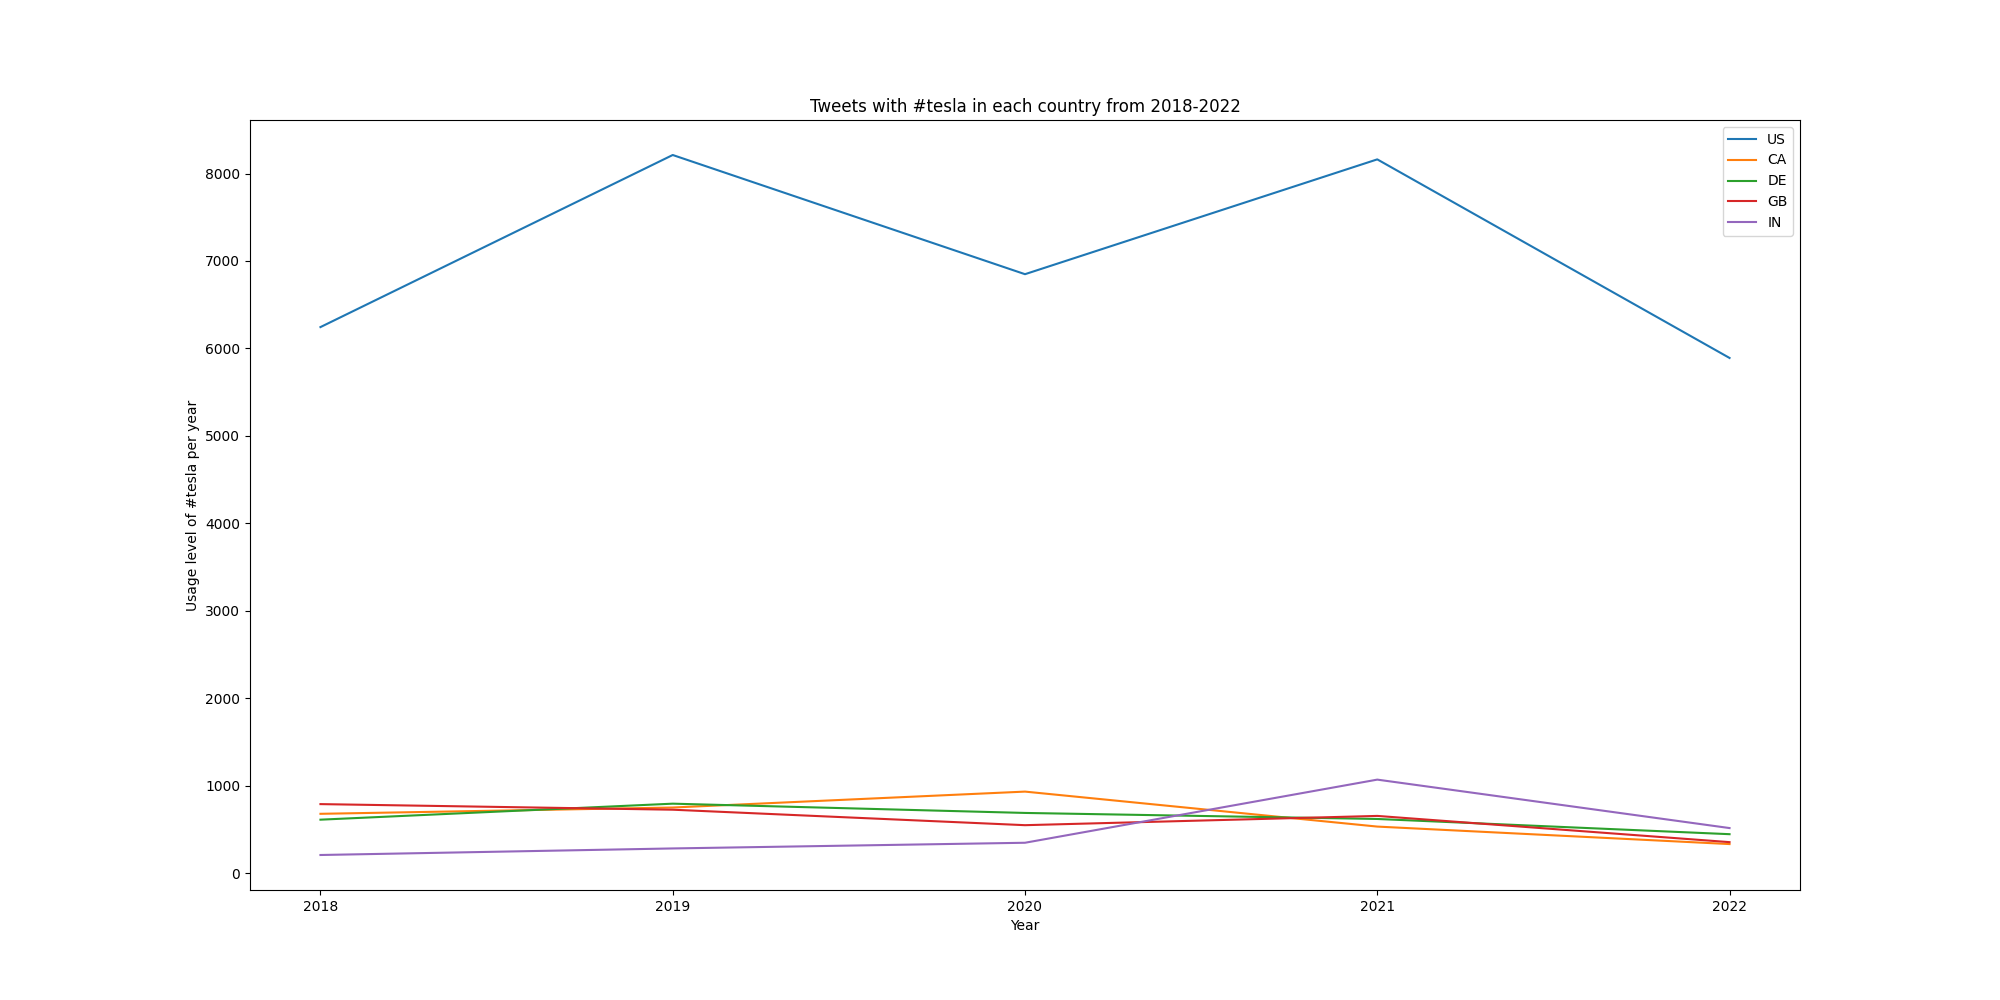 Tweets with #tesla in each country from 2018-2022
US
CA
DE
GB
IN
8000
7000
6000
5000
4000
3000
2000
1000
0
Usage level of #tesla per year
2018 2019 2020 2021 2022
Year